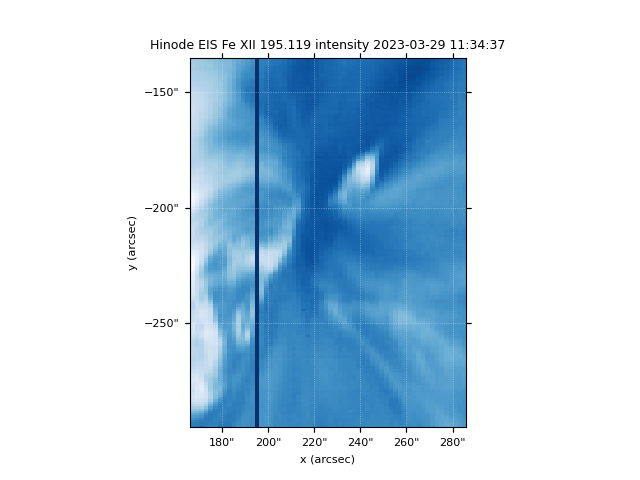 Hinode EIS Fe XII 195.119 intensity 2023-03-29 11:34:37
−150"
−200"
−250"
y (arcsec)
180" 200" 220" 240" 260" 280"
x (arcsec)